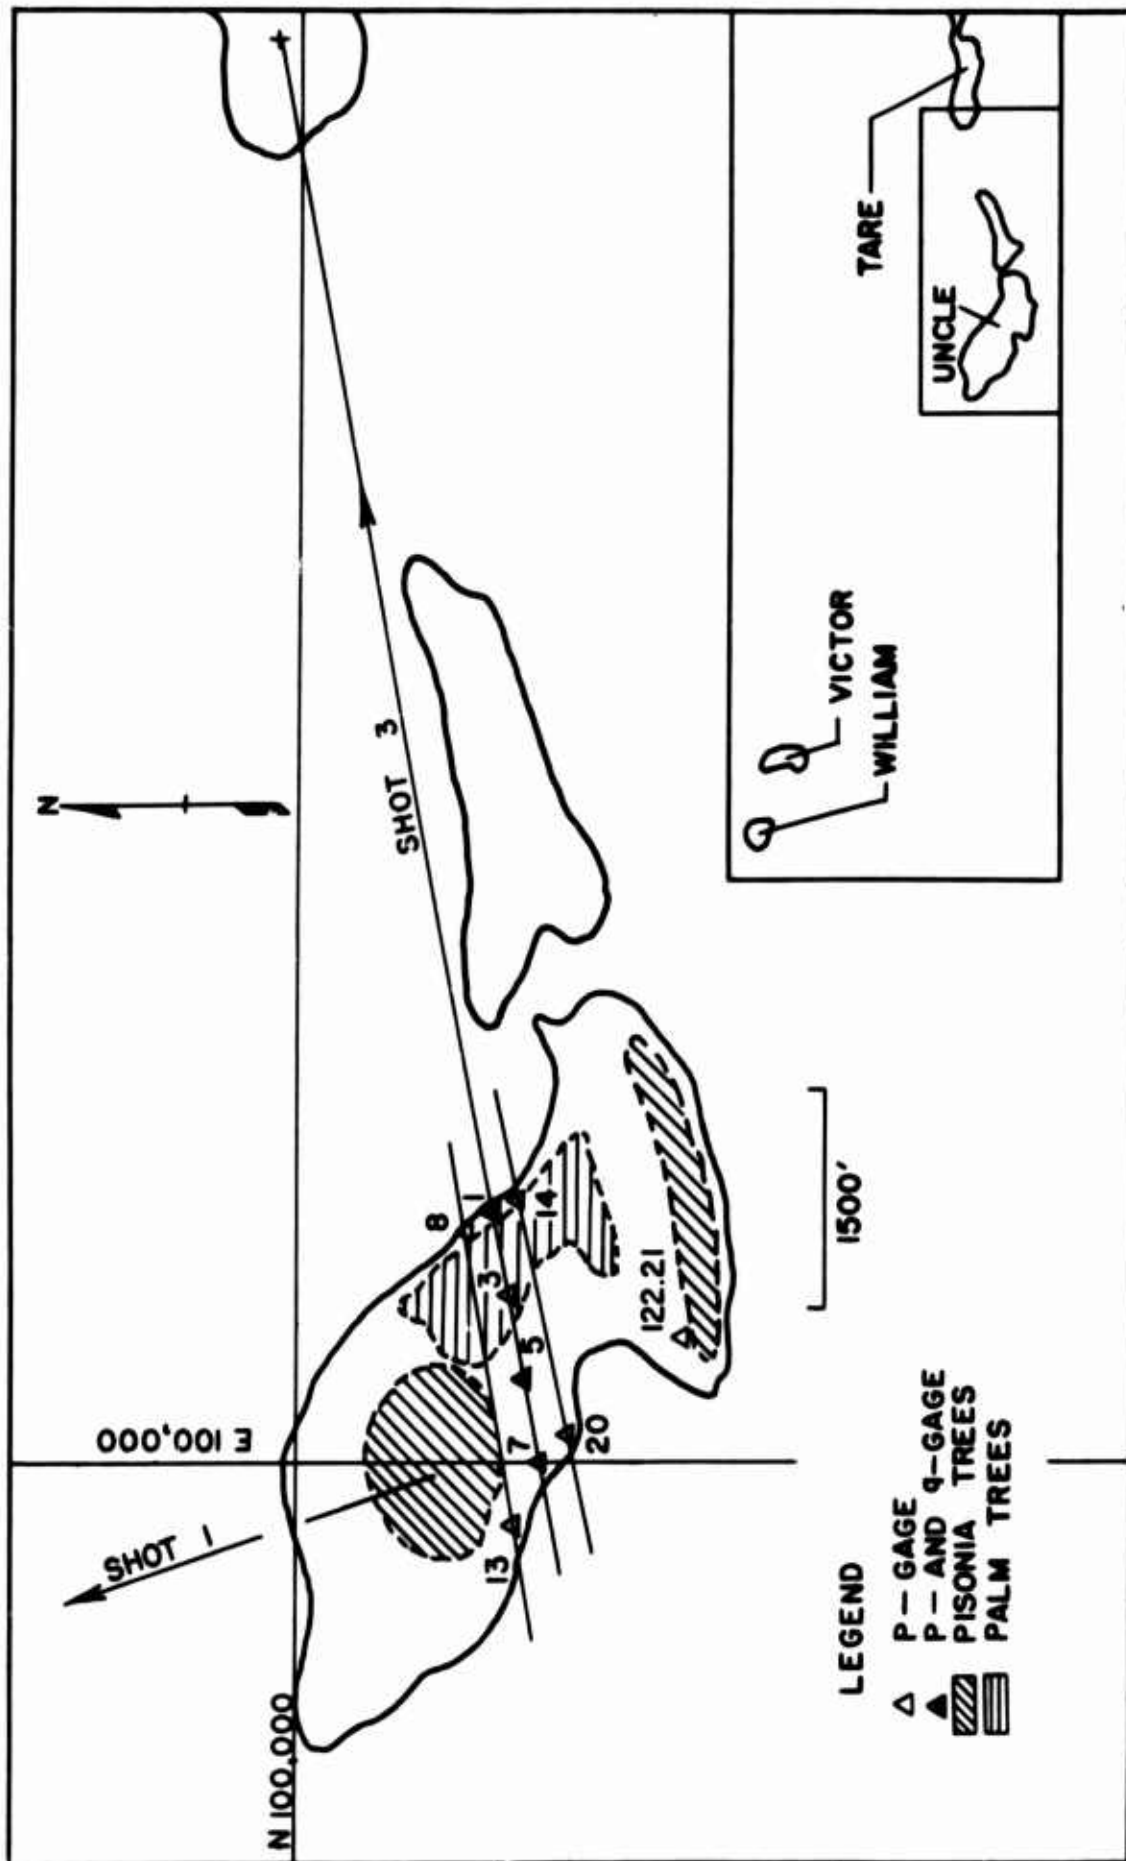 N
SHOT 1
E 100,000
N 100,000
SHOT 3
8
1
3
14
5
7
13
20
122.21
1500'
LEGEND
P – GAGE
P – AND q – GAGE
PISONIA TREES
PALM TREES
WILLIAM
VICTOR
UNCLE
TARE